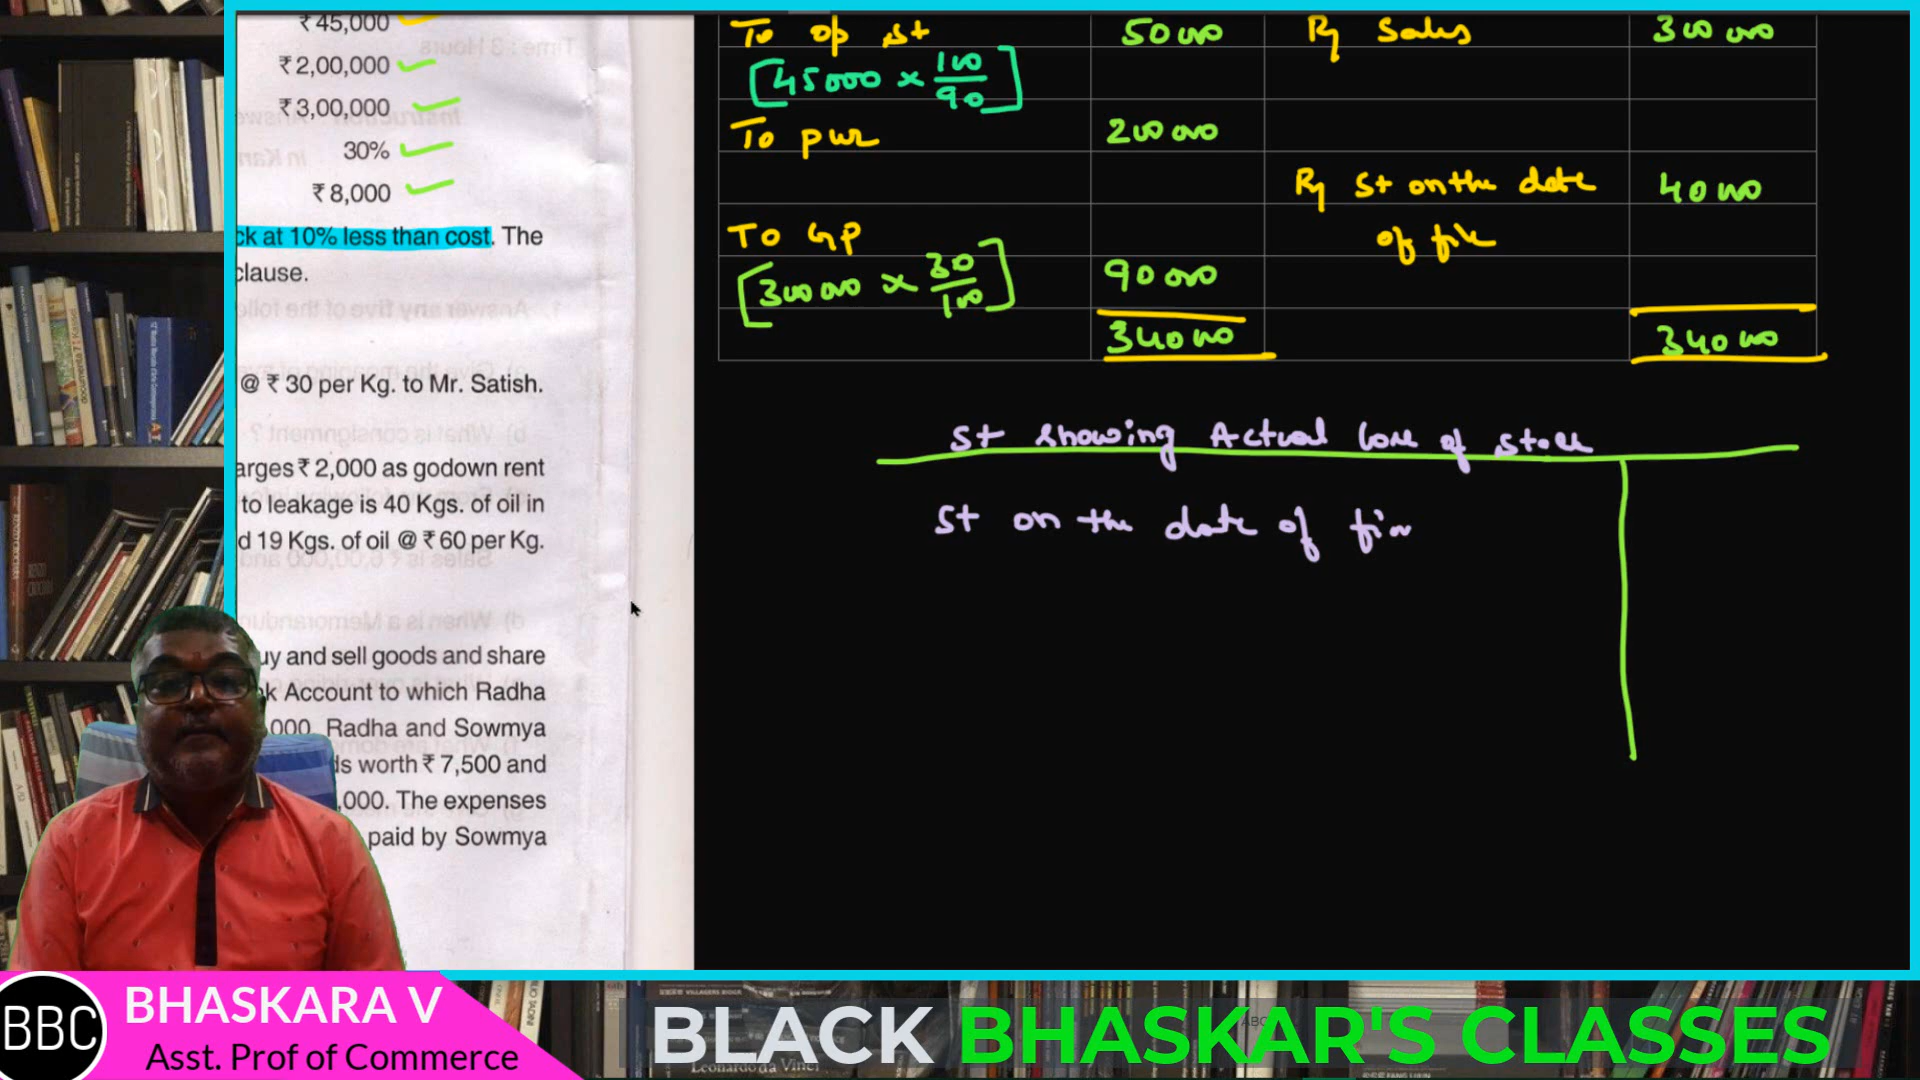 ₹ 45,000
₹ 2,00,000
₹ 3,00,000
30%
₹ 8,000
ck at 10% less than cost. The
clause.
@ ₹ 30 per Kg. to Mr. Satish.
arges ₹ 2,000 as godown rent
to leakage is 40 Kgs. of oil in
d 19 Kgs. of oil @ ₹ 60 per Kg.
uy and sell goods and share
nk Account to which Radha
,000. Radha and Sowmya
ds worth ₹ 7,500 and
,000. The expenses
paid by Sowmya
To op st 50000 By Sales 300000
[45000 × 100/90]
To pur 200000
By St on the date 40000
of fire
To GP
[300000 × 30/100] 90000
340000 340000
St showing Actual loss of stock
St on the date of fire
BBC
BHASKARA V
Asst. Prof of Commerce
BLACK BHASKAR'S CLASSES